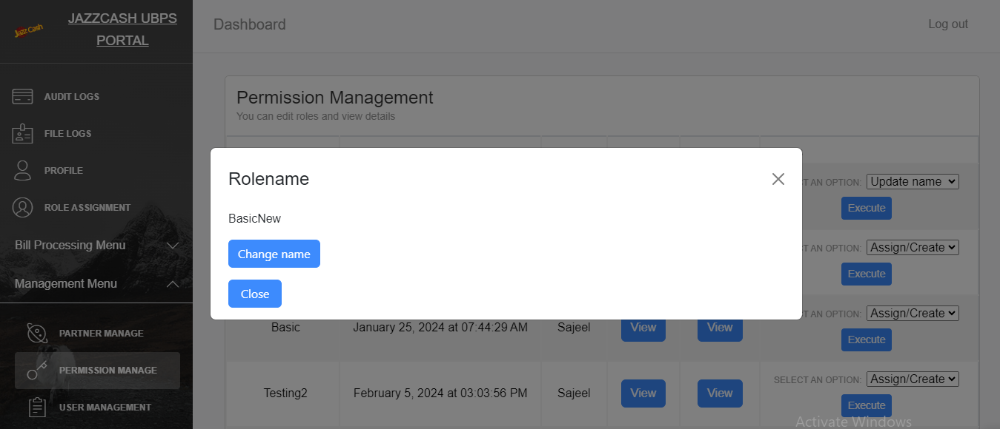 JAZZCASH UBPS
PORTAL
Jazz Cash
Dashboard
Log out
AUDIT LOGS
FILE LOGS
PROFILE
ROLE ASSIGNMENT
Bill Processing Menu
Management Menu
PARTNER MANAGE
PERMISSION MANAGE
USER MANAGEMENT
Permission Management
You can edit roles and view details
Rolename
BasicNew
Change name
Close
AN OPTION: Update name
Execute
AN OPTION: Assign/Create
Execute
Basic January 25, 2024 at 07:44:29 AM Sajeel View View AN OPTION: Assign/Create
Execute
Testing2 February 5, 2024 at 03:03:56 PM Sajeel View View SELECT AN OPTION: Assign/Create
Execute
Activate Windows